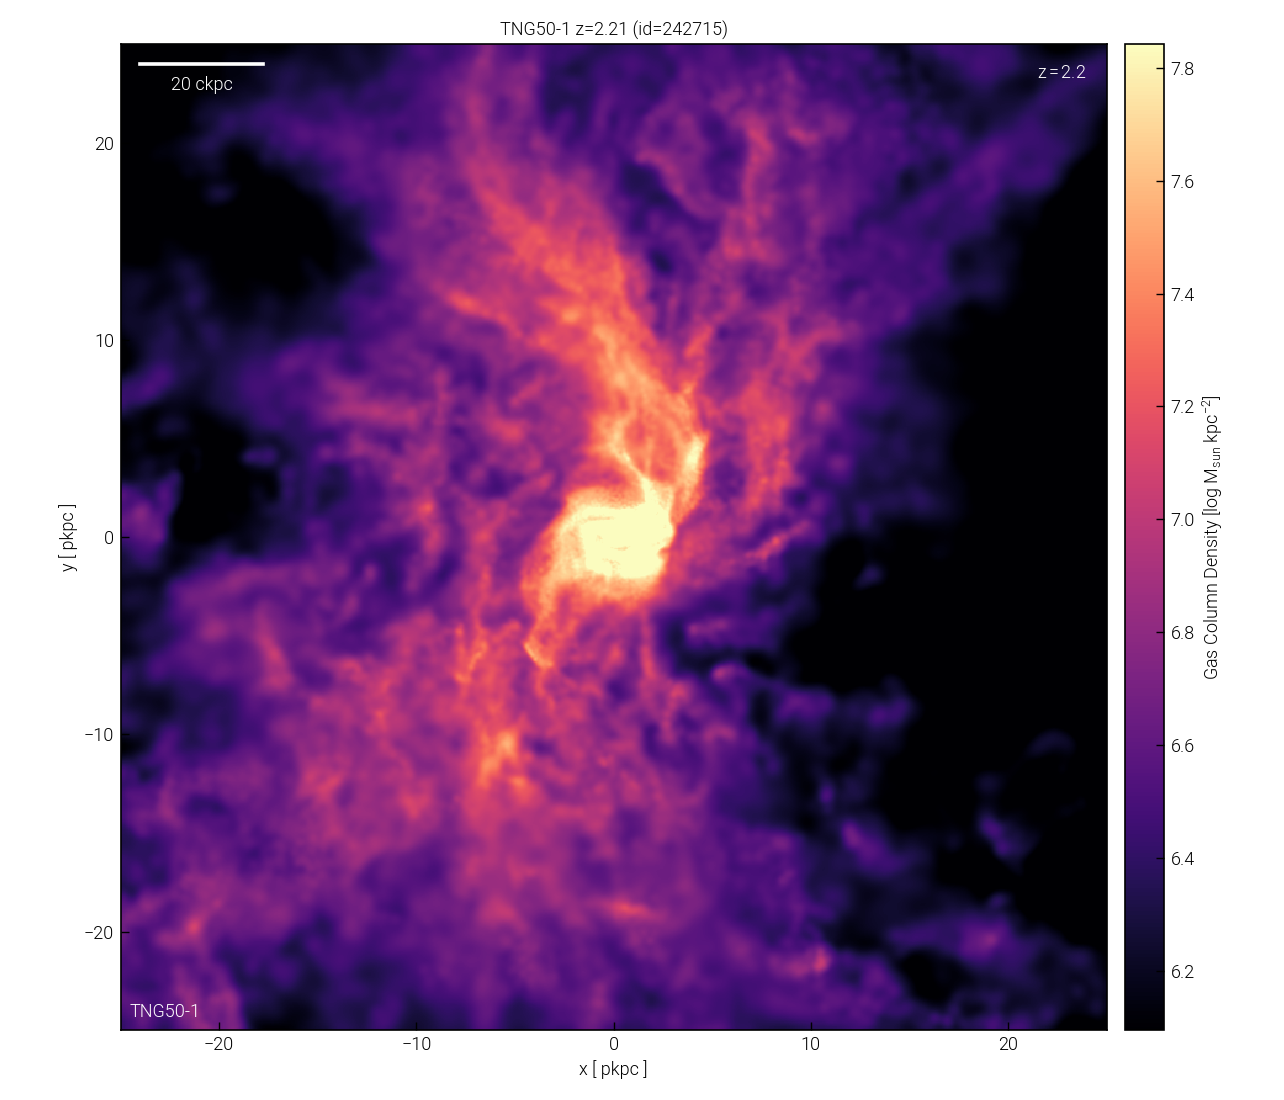 TNG50-1 z=2.21 (id=242715)
20 ckpc
z = 2.2
TNG50-1
y [ pkpc ]
20
10
0
−10
−20
−20
−10
0
10
20
x [ pkpc ]
7.8
7.6
7.4
7.2
7.0
6.8
6.6
6.4
6.2
Gas Column Density [log M_sun kpc^−2]